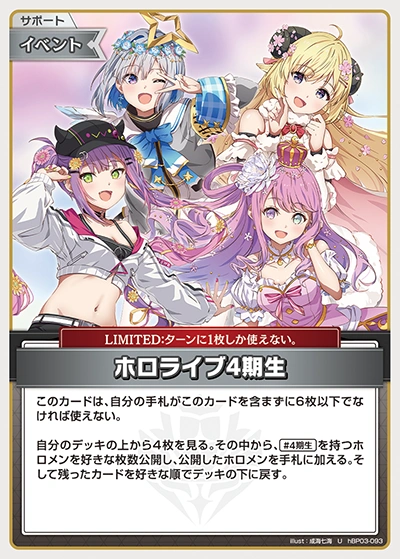 サポート
イベント
LIMITED:ターンに1枚しか使えない。
ホロライブ4期生
このカードは、自分の手札がこのカードを含まずに6枚以下でな
ければ使えない。
自分のデッキの上から4枚を見る。その中から、#4期生を持つホ
ロメンを好きな枚数公開し、公開したホロメンを手札に加える。そ
して残ったカードを好きな順でデッキの下に戻す。
illust：成海七海 U hBP03-093